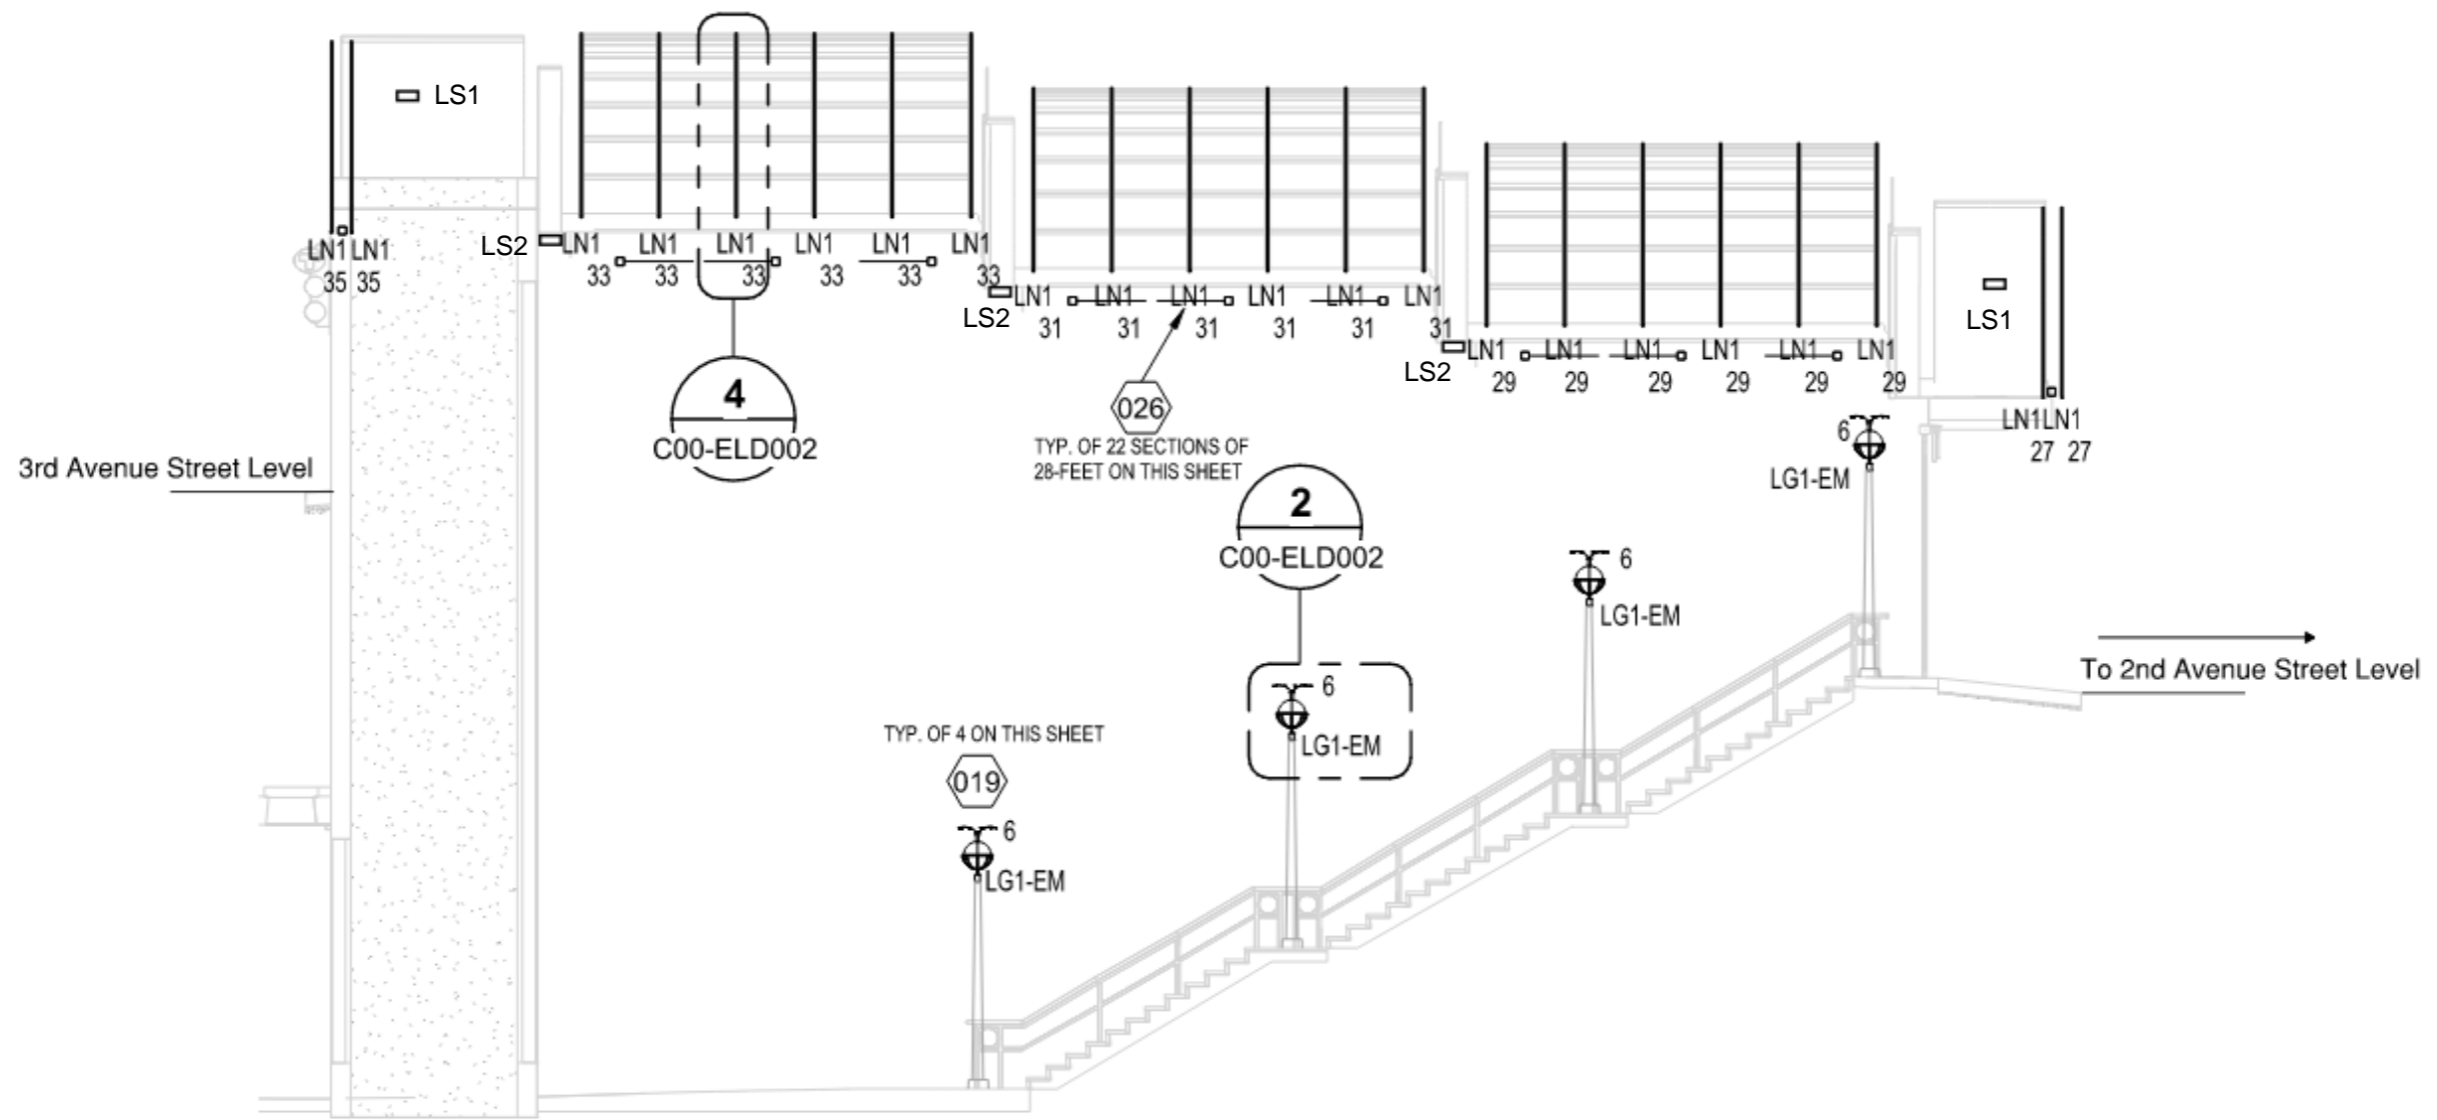 LS1
LN1 LN1
35 35
LS2
LN1 LN1 LN1 LN1 LN1 LN1
33 33 33 33 33 33
LS2
LN1 LN1 LN1 LN1 LN1 LN1
31 31 31 31 31 31
LS2
LN1 LN1 LN1 LN1 LN1 LN1
29 29 29 29 29 29
LS1
LN1 LN1
27 27
4
C00-ELD002
026
TYP. OF 22 SECTIONS OF
28-FEET ON THIS SHEET
3rd Avenue Street Level
2
C00-ELD002
6
LG1-EM
6
LG1-EM
6
LG1-EM
To 2nd Avenue Street Level
TYP. OF 4 ON THIS SHEET
019
6
LG1-EM